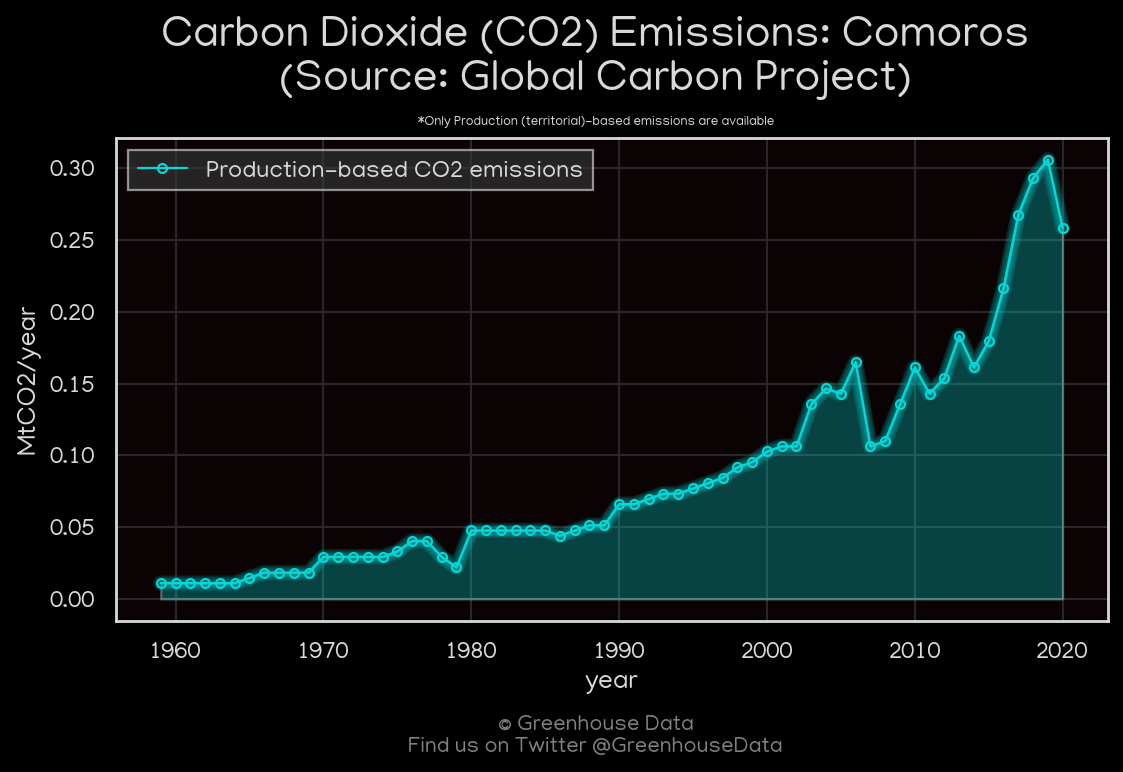 Carbon Dioxide (CO2) Emissions: Comoros
(Source: Global Carbon Project)
*Only Production (territorial)-based emissions are available
Production-based CO2 emissions
0.30
0.25
0.20
0.15
0.10
0.05
0.00
MtCO2/year
1960 1970 1980 1990 2000 2010 2020
year
© Greenhouse Data
Find us on Twitter @GreenhouseData